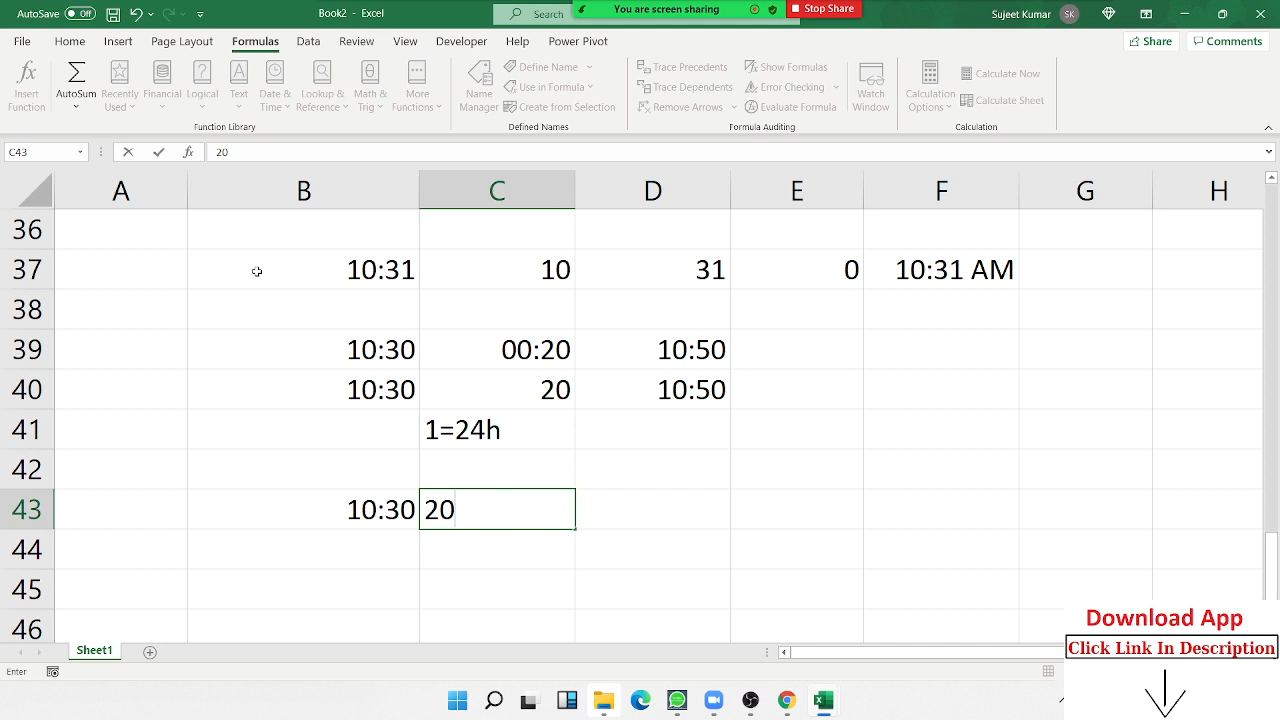 AutoSave Off
Book2 - Excel
Search
You are screen sharing
Stop Share
Sujeet Kumar
SK
File Home Insert Page Layout Formulas Data Review View Developer Help Power Pivot
Share
Comments
Insert Function
AutoSum
Recently Used
Financial
Logical
Text
Date & Time
Lookup & Reference
Math & Trig
More Functions
Function Library
Name Manager
Define Name
Use in Formula
Create from Selection
Defined Names
Trace Precedents
Trace Dependents
Remove Arrows
Show Formulas
Error Checking
Evaluate Formula
Formula Auditing
Watch Window
Calculation Options
Calculate Now
Calculate Sheet
Calculation
C43
fx
20
A B C D E F G H
36
37 10:31 10 31 0 10:31 AM
38
39 10:30 00:20 10:50
40 10:30 20 10:50
41 1=24h
42
43 10:30 20
44
45
46
Sheet1
Enter
Download App
Click Link In Description